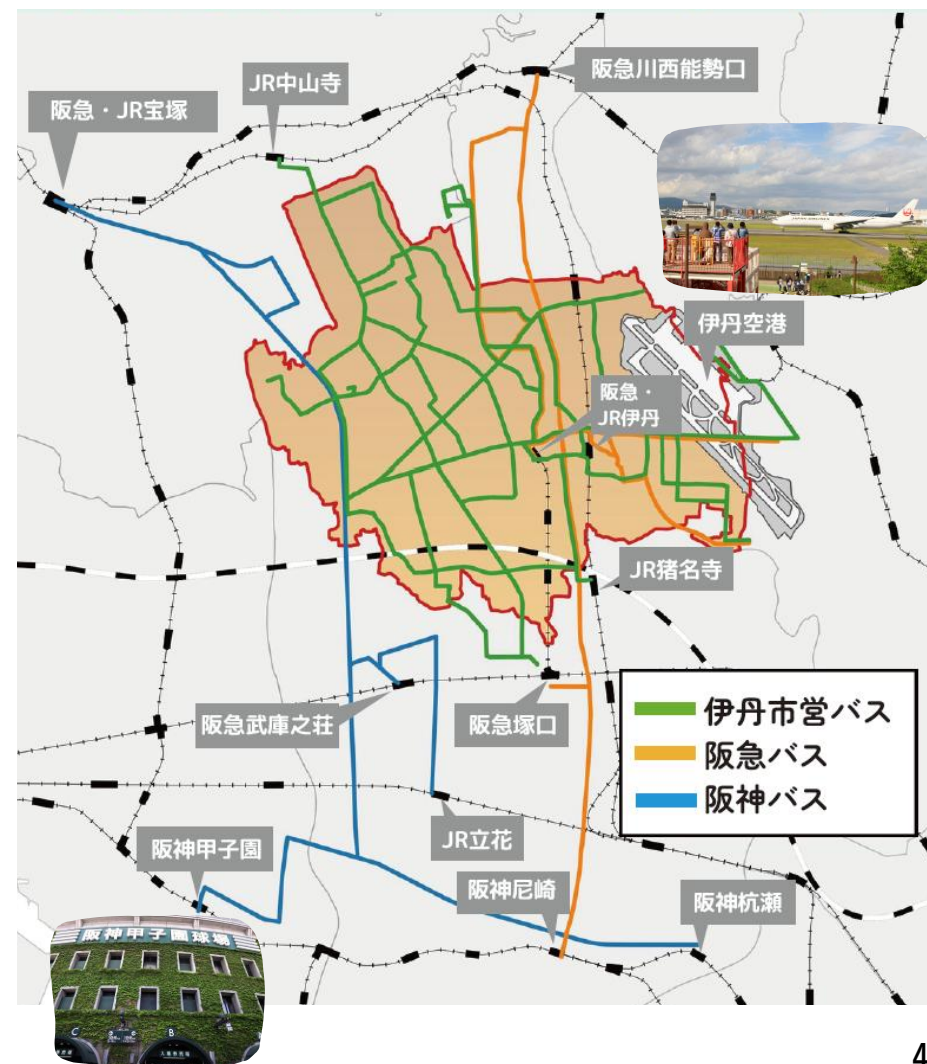 阪急川西能勢口
JR中山寺
阪急・JR宝塚
伊丹空港
阪急・
JR伊丹
JR猪名寺
阪急武庫之荘
阪急塚口
伊丹市営バス
阪急バス
阪神バス
JR立花
阪神甲子園
阪神尼崎
阪神杭瀬
阪神甲子園球場
C
B
4